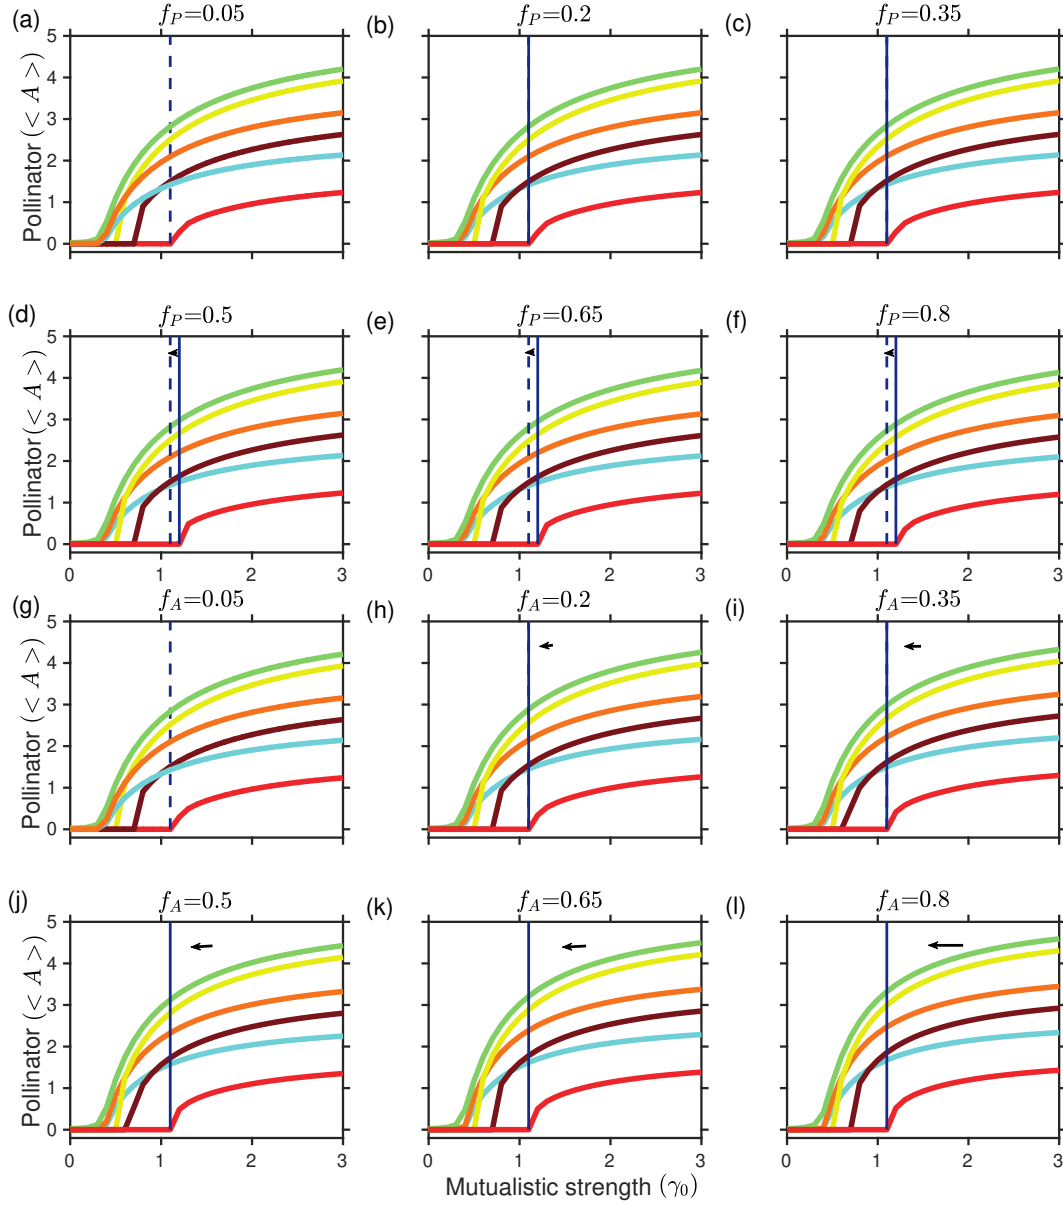 (a) f_P=0.05 (b) f_P=0.2 (c) f_P=0.35
Pollinator (< A >)
5
4
3
2
1
0
(d) f_P=0.5 (e) f_P=0.65 (f) f_P=0.8
Pollinator (< A >)
5
4
3
2
1
0
0 1 2 3 0 1 2 3 0 1 2 3
(g) f_A=0.05 (h) f_A=0.2 (i) f_A=0.35
Pollinator (< A >)
5
4
3
2
1
0
(j) f_A=0.5 (k) f_A=0.65 (l) f_A=0.8
Pollinator (< A >)
5
4
3
2
1
0
0 1 2 3 0 1 2 3 0 1 2 3
Mutualistic strength (γ₀)